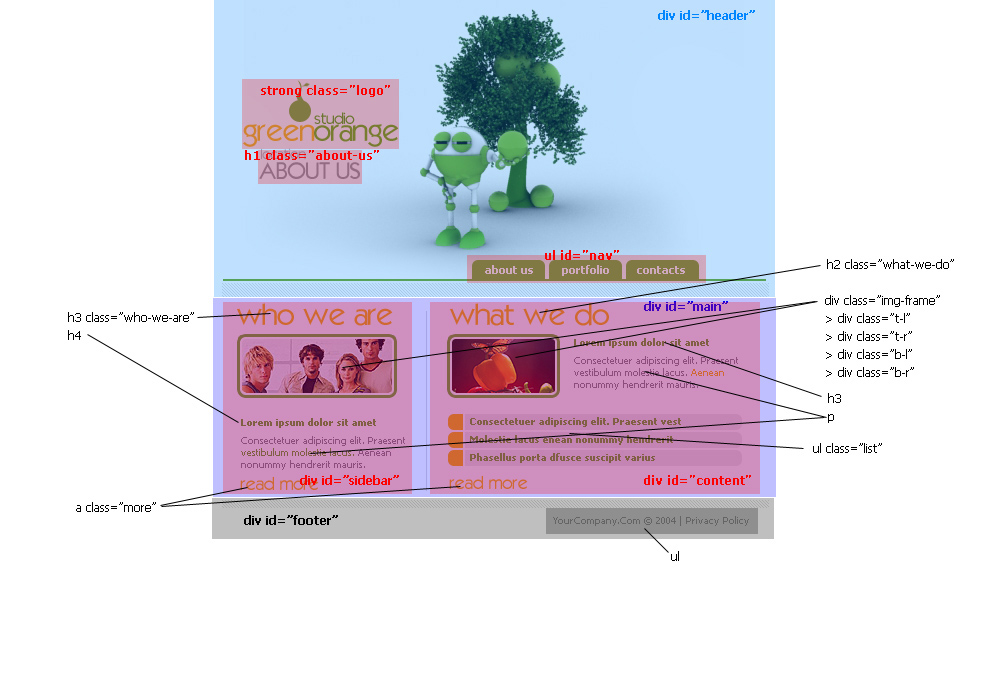 div id="header"
strong class="logo"
studio
greenorange
h1 class="about-us"
ABOUT US
ul id="nav"
about us portfolio contacts
h2 class="what-we-do"
div class="img-frame"
> div class="t-l"
> div class="t-r"
> div class="b-l"
> div class="b-r"
h3
p
ul class="list"
h3 class="who-we-are"
h4
who we are
Lorem ipsum dolor sit amet
Consectetuer adipiscing elit. Praesent
vestibulum molestie lacus. Aenean
nonummy hendrerit mauris.
read more
div id="sidebar"
a class="more"
what we do
div id="main"
Lorem ipsum dolor sit amet
Consectetuer adipiscing elit. Praesent
vestibulum molestie lacus. Aenean
nonummy hendrerit mauris.
Consectetuer adipiscing elit. Praesent vest
Molestie lacus enean nonummy hendrerit
Phasellus porta dfusce suscipit varius
read more
div id="content"
div id="footer"
YourCompany.Com © 2004 | Privacy Policy
ul